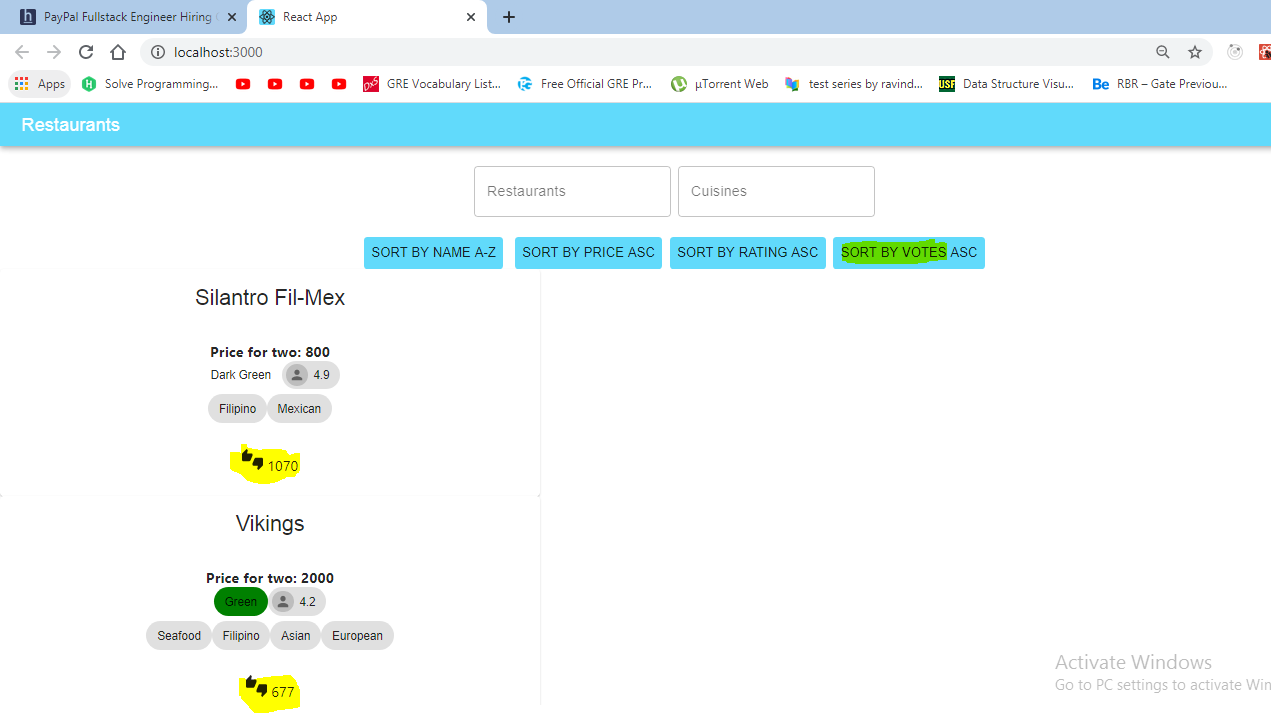 PayPal Fullstack Engineer Hiring
React App
localhost:3000
Apps
Solve Programming...
GRE Vocabulary List...
Free Official GRE Pr...
µTorrent Web
test series by ravind...
USF
Data Structure Visu...
Be
RBR – Gate Previou...
Restaurants
Restaurants
Cuisines
SORT BY NAME A-Z
SORT BY PRICE ASC
SORT BY RATING ASC
SORT BY VOTES ASC
Silantro Fil-Mex
Price for two: 800
Dark Green
4.9
Filipino
Mexican
1070
Vikings
Price for two: 2000
Green
4.2
Seafood
Filipino
Asian
European
677
Activate Windows
Go to PC settings to activate Win